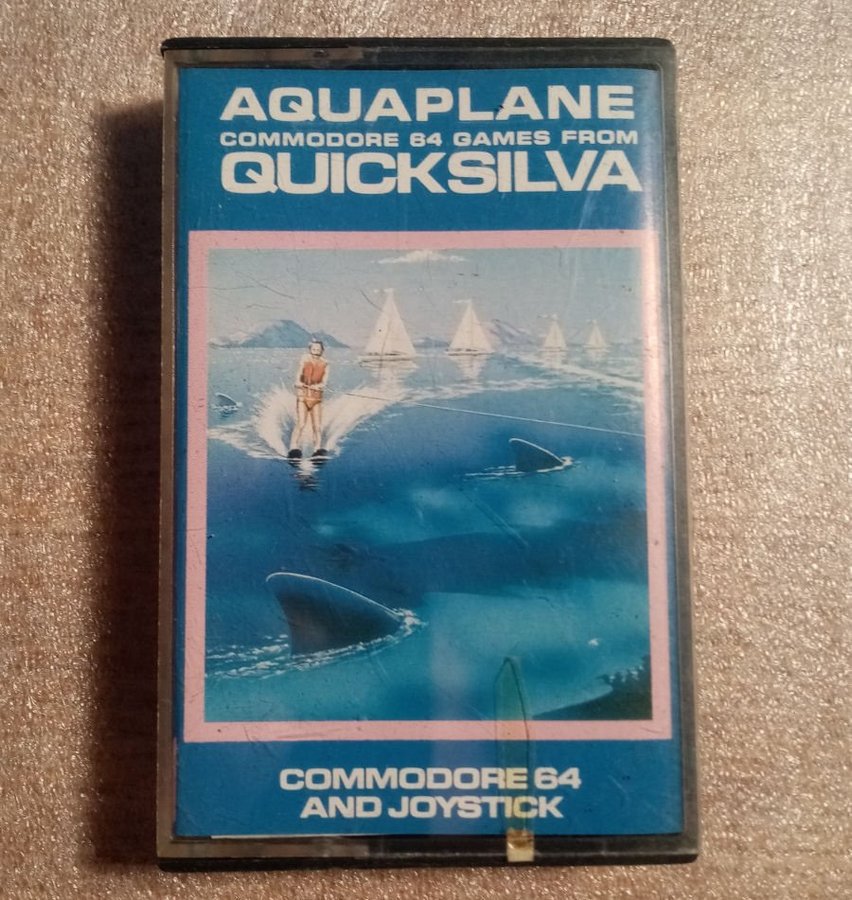 AQUAPLANE
COMMODORE 64 GAMES FROM
QUICKSILVA
COMMODORE 64
AND JOYSTICK